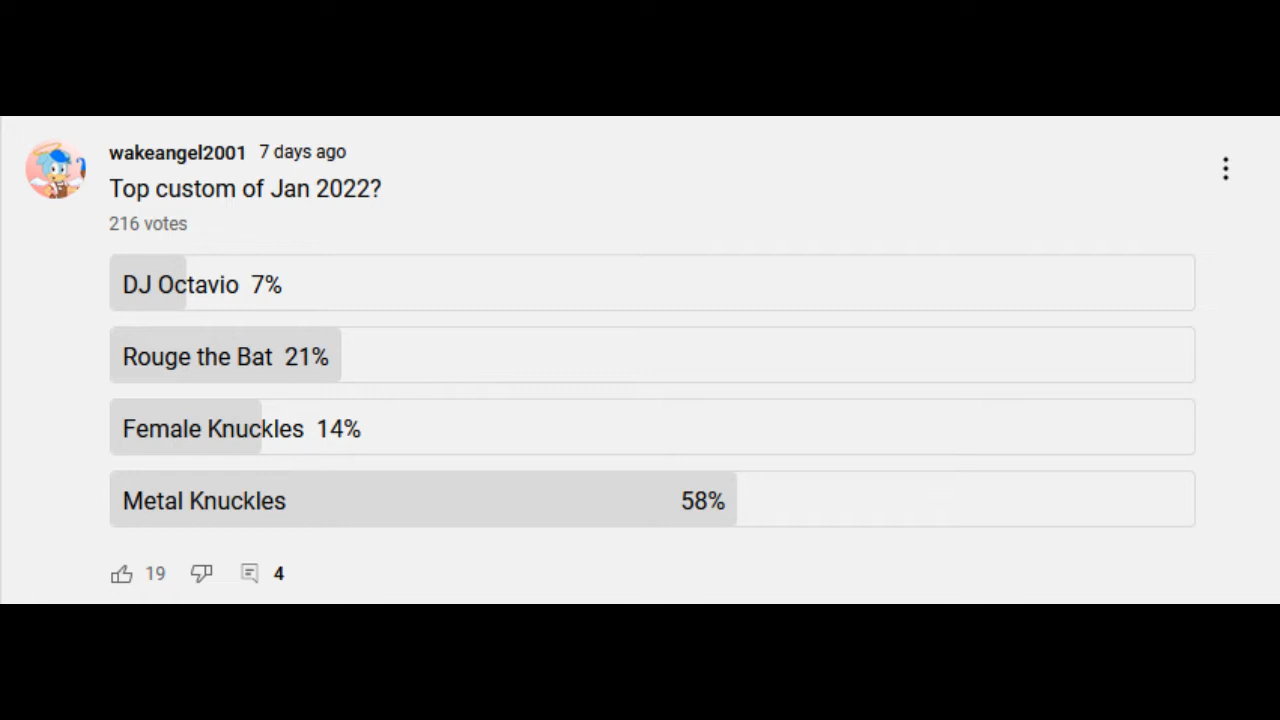 wakeangel2001 7 days ago
Top custom of Jan 2022?
216 votes
DJ Octavio 7%
Rouge the Bat 21%
Female Knuckles 14%
Metal Knuckles 58%
19 4